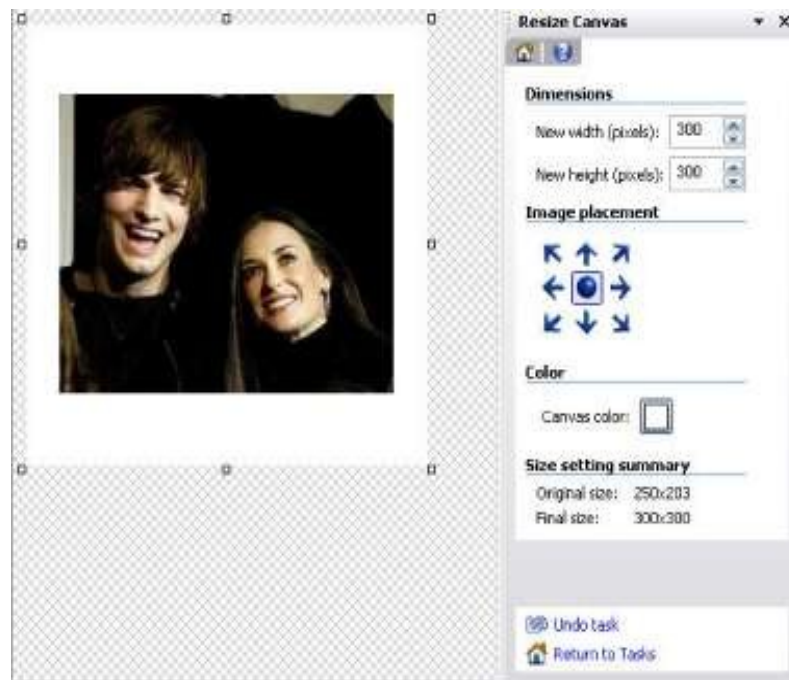 Resize Canvas
Dimensions
New width (pixels): 300
New height (pixels): 300
Image placement
Color
Canvas color:
Size setting summary
Original size: 250x203
Final size: 300x300
Undo task
Return to Tasks